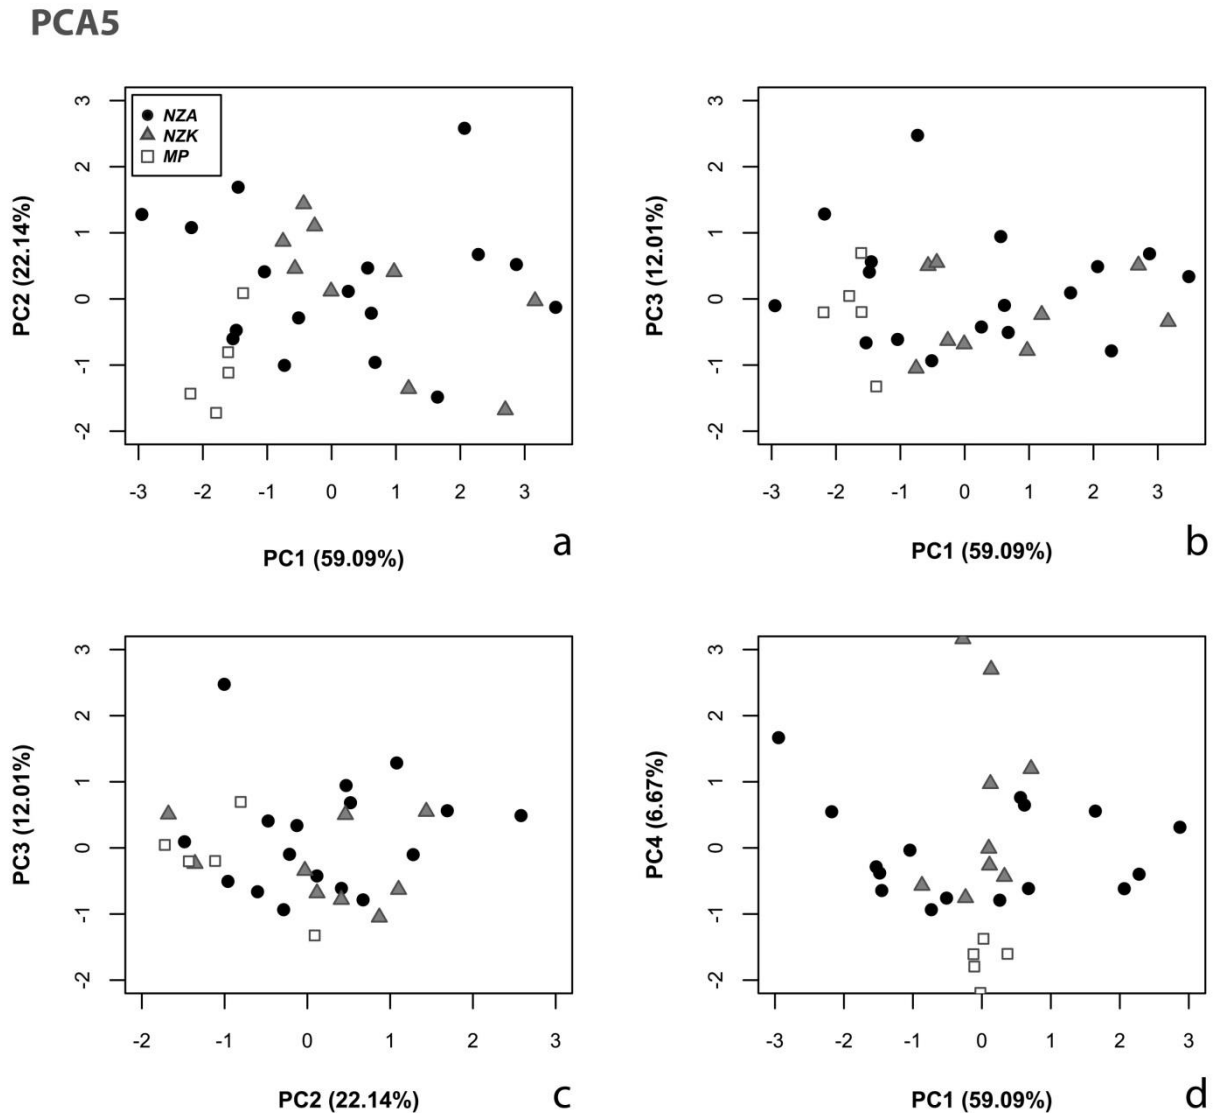 PCA5
NZA
NZK
MP
3
2
1
0
-1
-2
PC2 (22.14%)
-3 -2 -1 0 1 2 3
PC1 (59.09%)
a
3
2
1
0
-1
-2
PC3 (12.01%)
-3 -2 -1 0 1 2 3
PC1 (59.09%)
b
3
2
1
0
-1
-2
PC3 (12.01%)
-2 -1 0 1 2 3
PC2 (22.14%)
c
3
2
1
0
-1
-2
PC4 (6.67%)
-3 -2 -1 0 1 2 3
PC1 (59.09%)
d